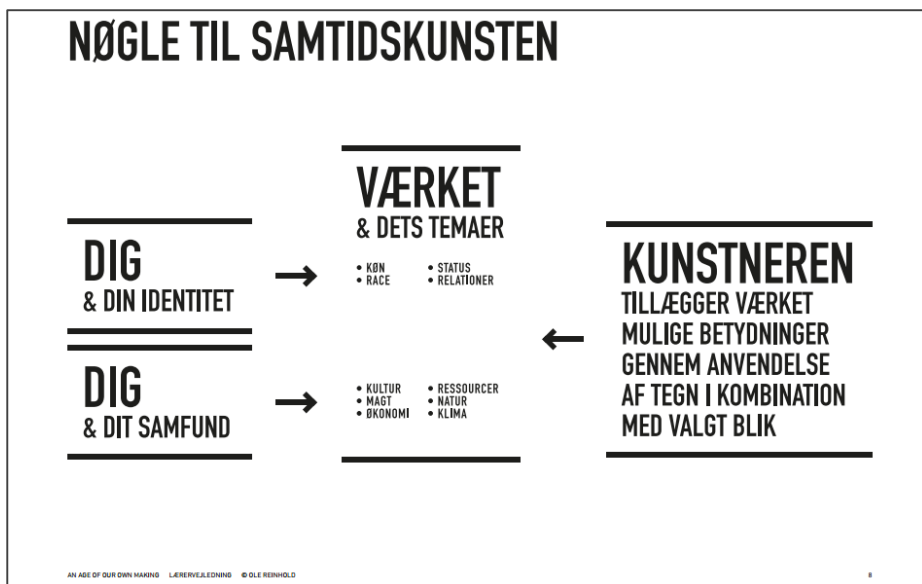 NØGLE TIL SAMTIDSKUNSTEN
DIG
& DIN IDENTITET
DIG
& DIT SAMFUND
VÆRKET
& DETS TEMAER
• KØN
• RACE
• STATUS
• RELATIONER
• KULTUR
• MAGT
• ØKONOMI
• RESSOURCER
• NATUR
• KLIMA
KUNSTNEREN
TILLÆGGER VÆRKET
MULIGE BETYDNINGER
GENNEM ANVENDELSE
AF TEGN I KOMBINATION
MED VALGT BLIK
AN AGE OF OUR OWN MAKING LÆRERVEJLEDNING © OLE REINHOLD